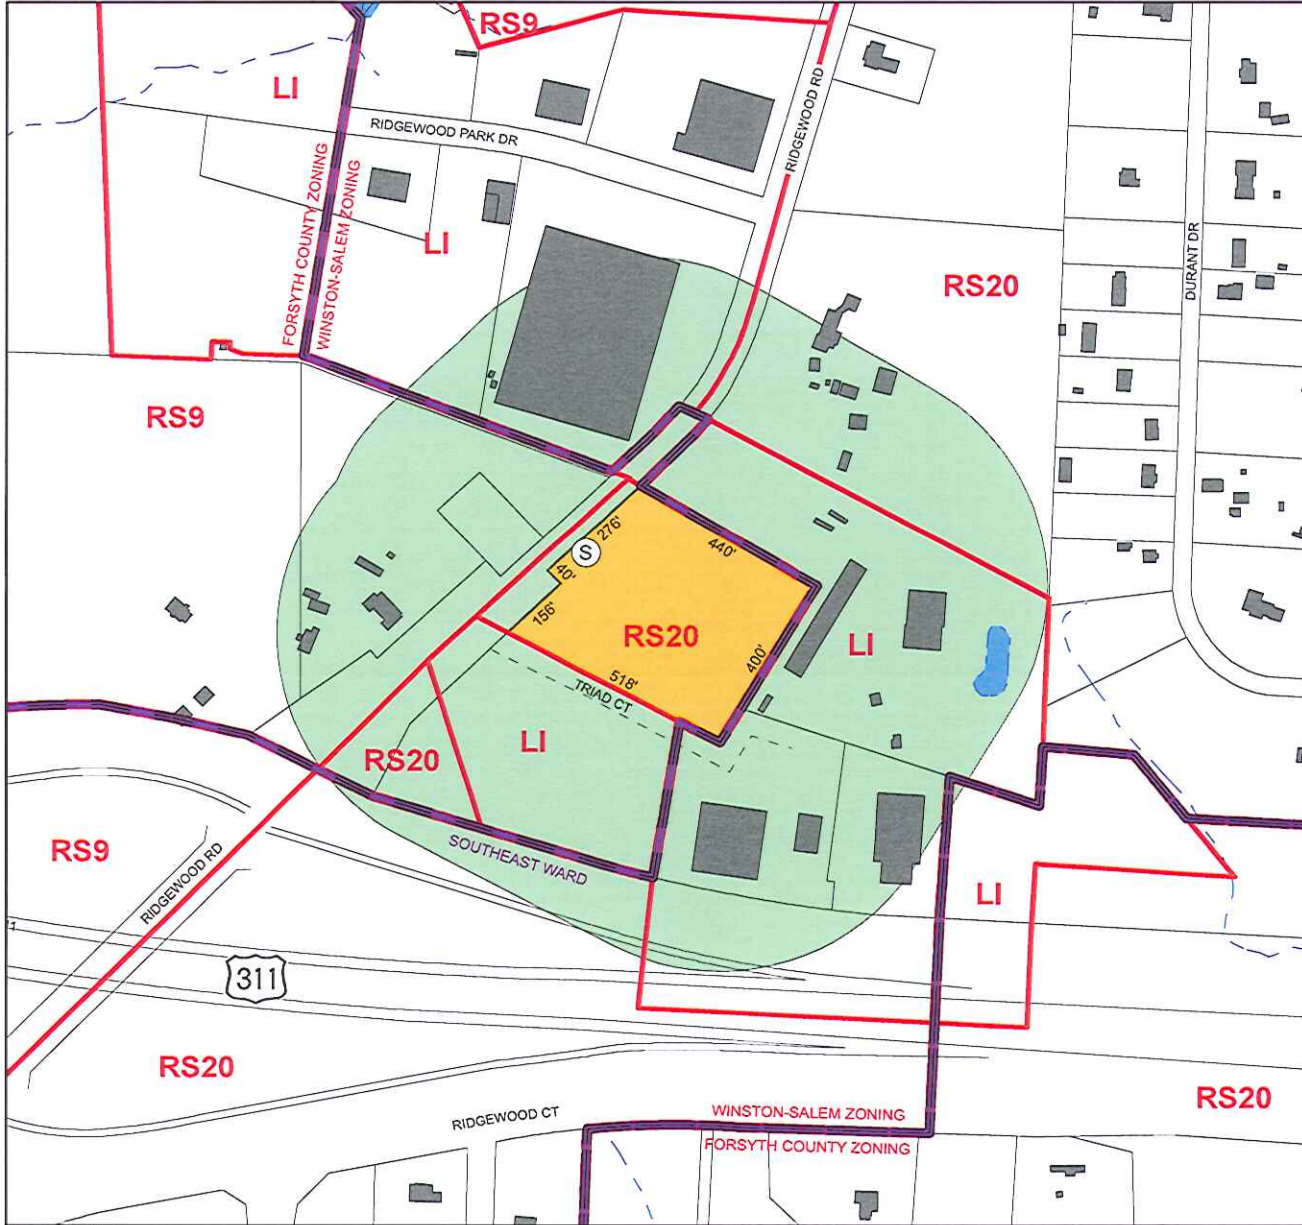 RS9
LI
RIDGEWOOD PARK DR
RIDGEWOOD RD
FORSYTH COUNTY ZONING
WINSTON-SALEM ZONING
LI
RS20
DURANT DR
RS9
276'
S
440'
40'
156'
RS20
LI
400'
518'
TRIAD CT
LI
RS20
SOUTHEAST WARD
RS9
RIDGEWOOD RD
LI
311
RS20
RS20
RIDGEWOOD CT
WINSTON-SALEM ZONING
FORSYTH COUNTY ZONING